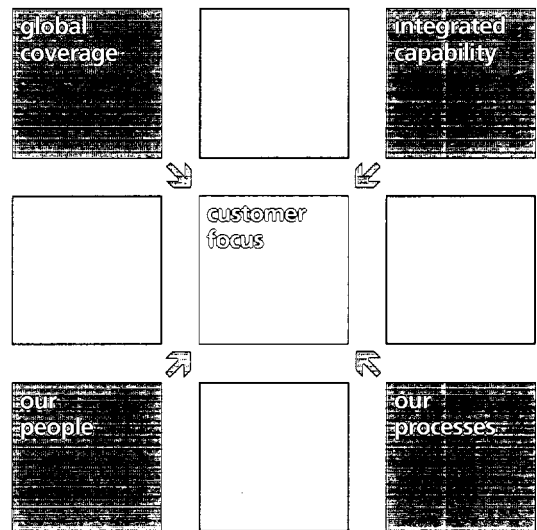 global
coverage
integrated
capability
customer
focus
our
people
our
processes